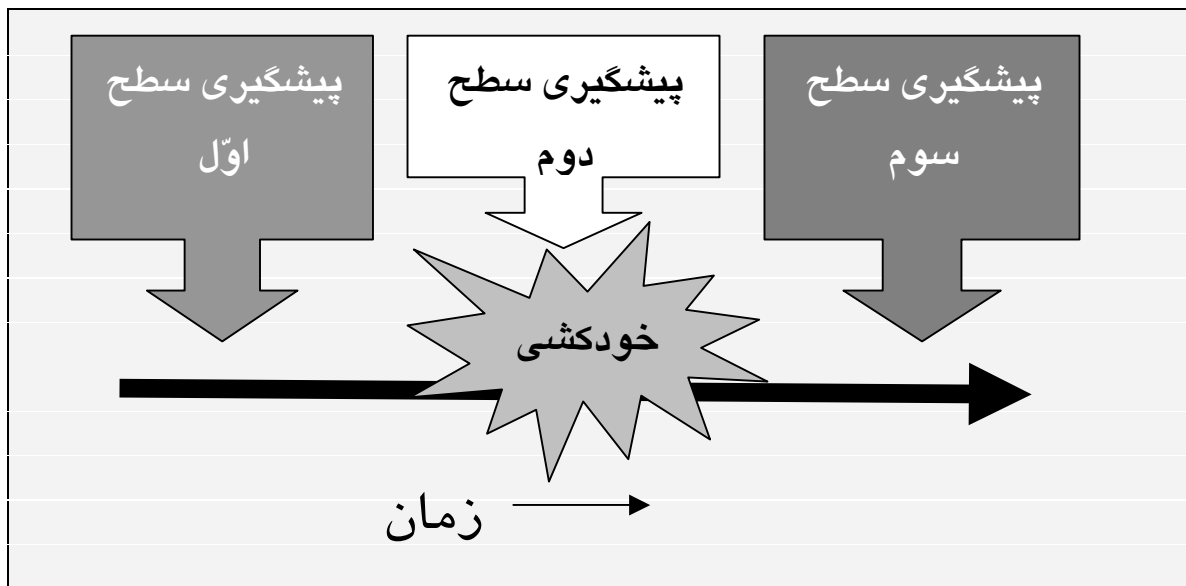 پیشگیری سطح
اوّل
پیشگیری سطح
دوم
پیشگیری سطح
سوم
خودکشی
زمان